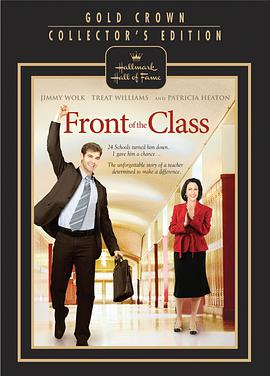 GOLD CROWN
COLLECTOR'S EDITION
Hallmark
Hall of Fame
JIMMY WOLK TREAT WILLIAMS AND PATRICIA HEATON
Front of the Class
24 Schools turned him down.
1 gave him a chance...
The unforgettable story of a teacher
determined to make a difference.